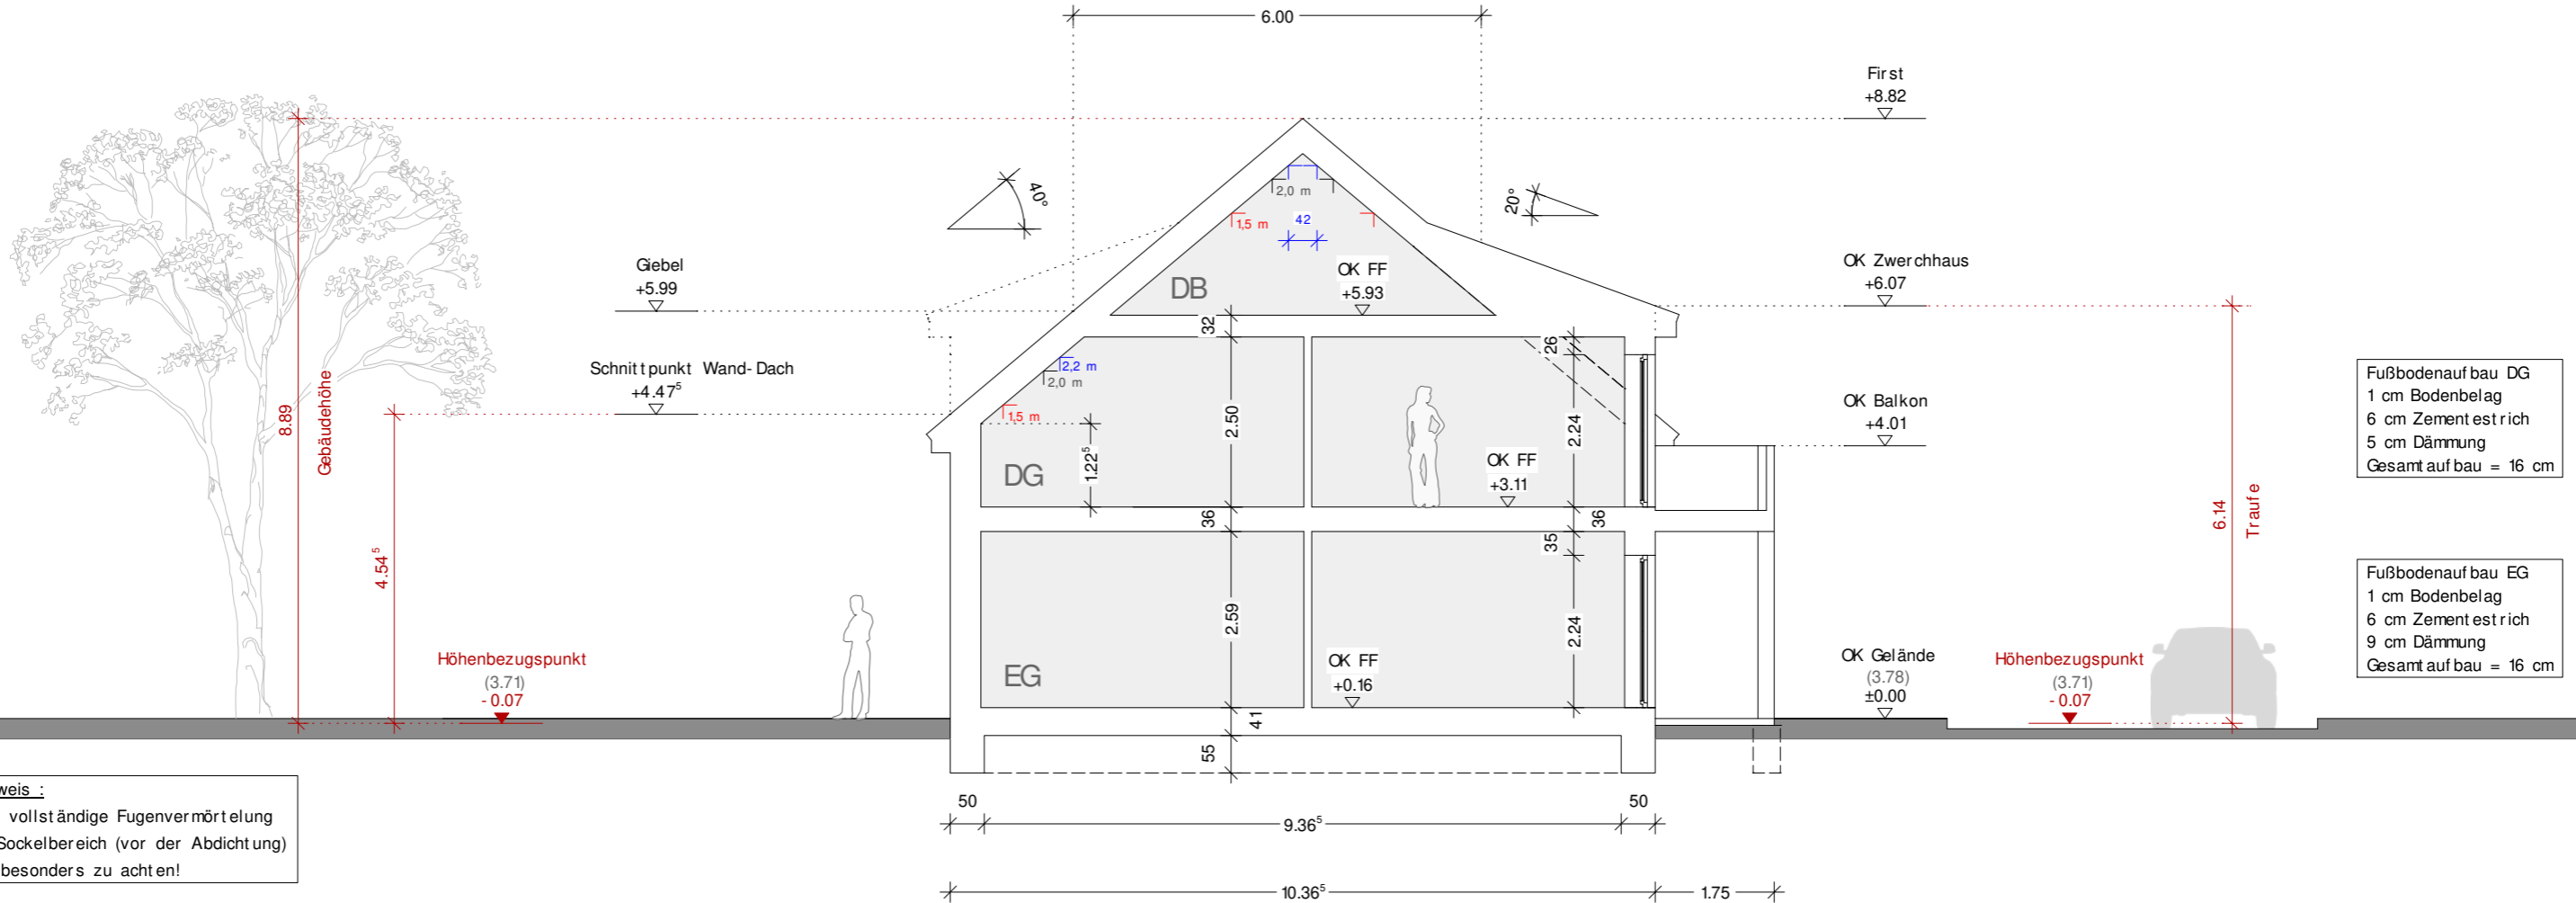 6.00
First
+8.82
40°
20°
2,0 m
1,5 m
42
Giebel
+5.99
OK Zwerchhaus
+6.07
OK FF
+5.93
DB
32
26
Schnittpunkt Wand-Dach
+4.47⁵
2,2 m
2,0 m
1,5 m
8.89
Gebäudehöhe
OK Balkon
+4.01
Fußbodenaufbau DG
1 cm Bodenbelag
6 cm Zementestrich
5 cm Dämmung
Gesamtaufbau = 16 cm
2.50
2.24
1.22⁵
DG
OK FF
+3.11
36
36
35
6.14
Traufe
4.54⁵
Fußbodenaufbau EG
1 cm Bodenbelag
6 cm Zementestrich
9 cm Dämmung
Gesamtaufbau = 16 cm
2.59
2.24
EG
OK FF
+0.16
Höhenbezugspunkt
(3.71)
- 0.07
OK Gelände
(3.78)
±0.00
Höhenbezugspunkt
(3.71)
- 0.07
41
55
weis :
vollständige Fugenvermörtelung
Sockelbereich (vor der Abdichtung)
besonders zu achten!
50
50
9.36⁵
10.36⁵
1.75